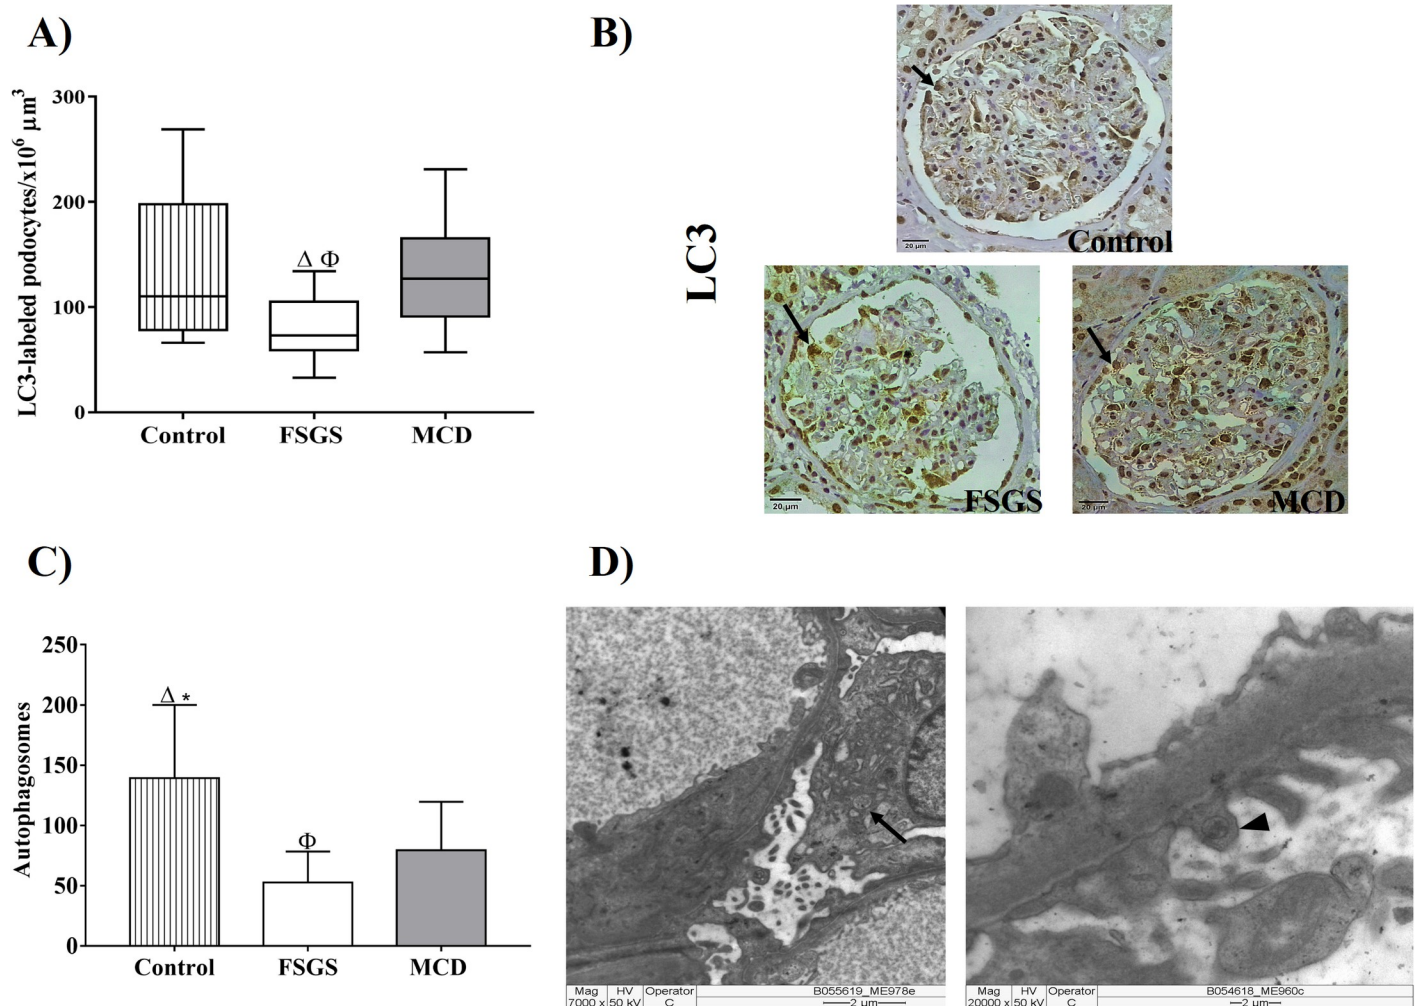 A)
LC3-labeled podocytes/x10⁶ µm³
300
200
100
0
Δ Φ
Control
FSGS
MCD
B)
LC3
20 µm
Control
20 µm
FSGS
20 µm
MCD
C)
Autophagosomes
250
200
150
100
50
0
Δ *
Φ
Control
FSGS
MCD
D)
Mag HV Operator B055619_ME978e
7000 x 50 kV C 2 µm
Mag HV Operator B054618_ME960c
20000 x 50 kV C 2 µm